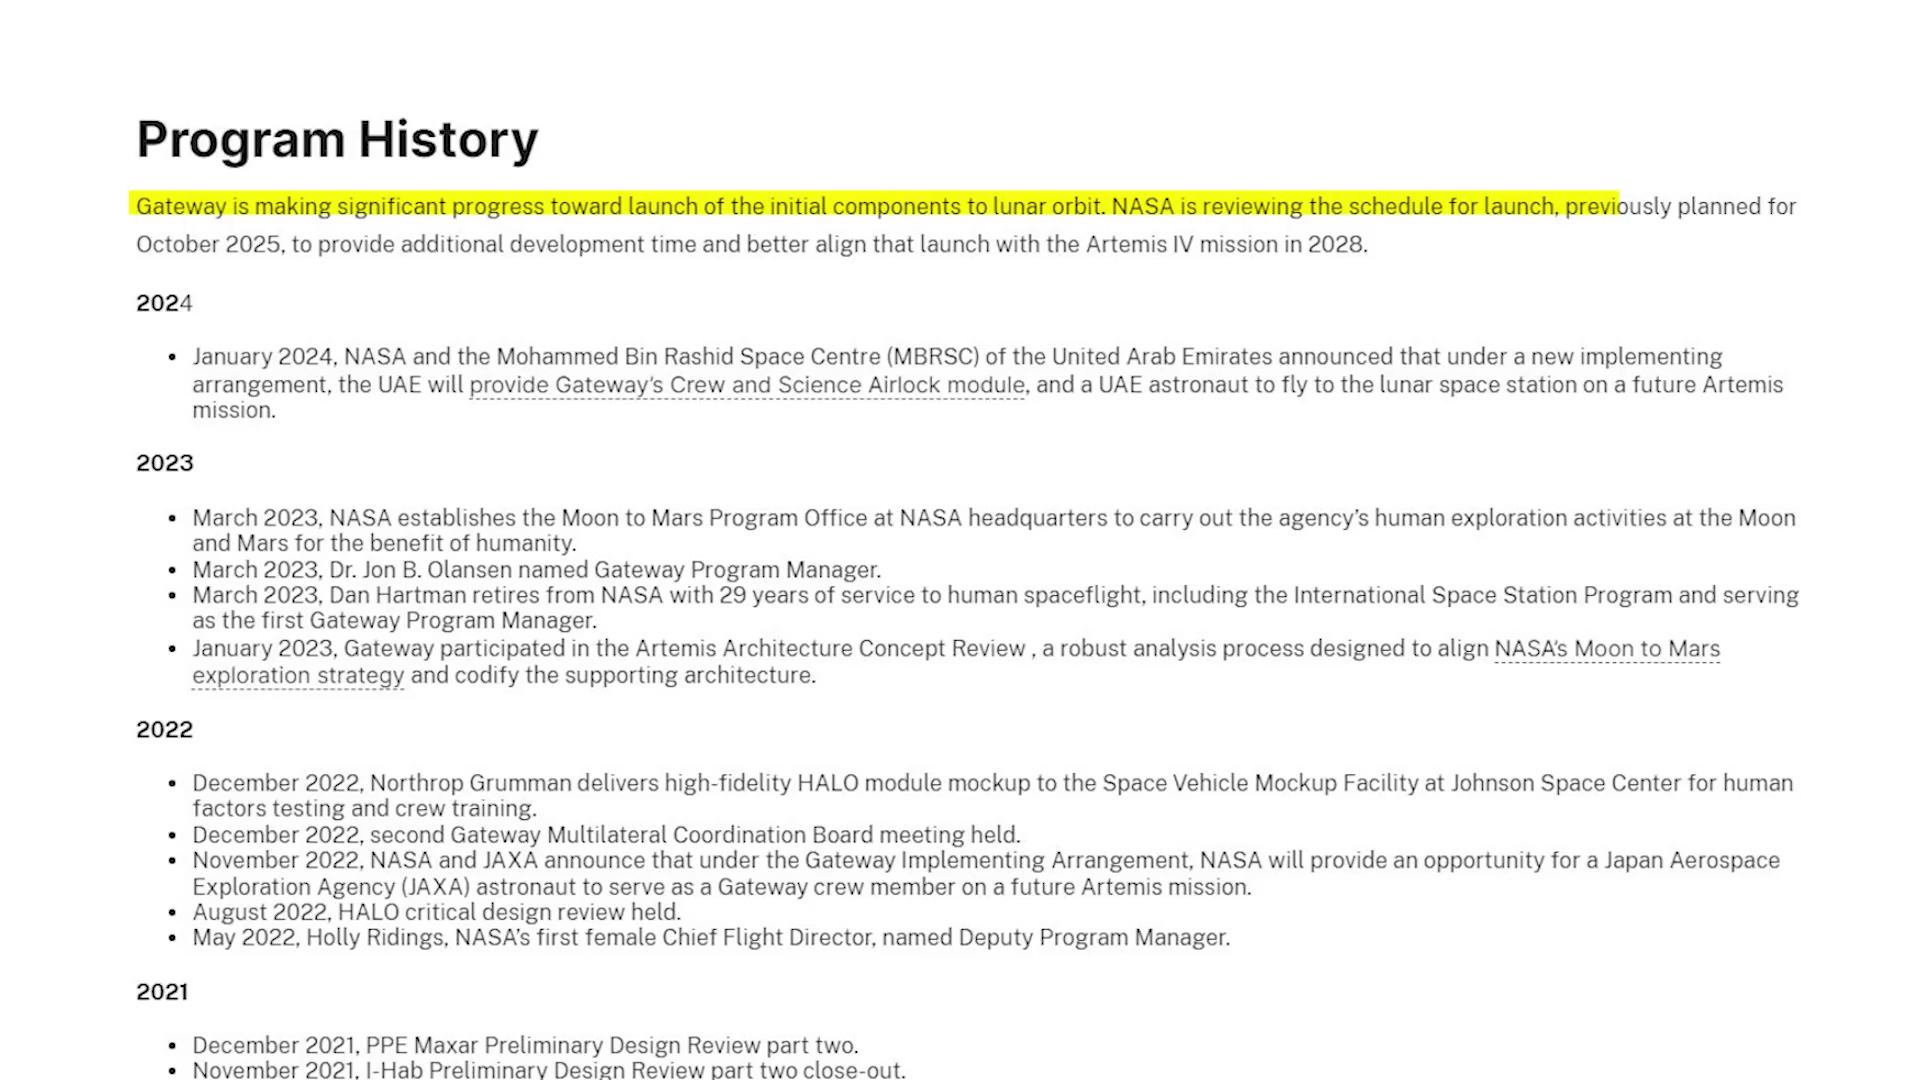 Program History
Gateway is making significant progress toward launch of the initial components to lunar orbit. NASA is reviewing the schedule for launch, previously planned for
October 2025, to provide additional development time and better align that launch with the Artemis IV mission in 2028.
2024
• January 2024, NASA and the Mohammed Bin Rashid Space Centre (MBRSC) of the United Arab Emirates announced that under a new implementing
arrangement, the UAE will provide Gateway's Crew and Science Airlock module, and a UAE astronaut to fly to the lunar space station on a future Artemis
mission.
2023
• March 2023, NASA establishes the Moon to Mars Program Office at NASA headquarters to carry out the agency's human exploration activities at the Moon
and Mars for the benefit of humanity.
• March 2023, Dr. Jon B. Olansen named Gateway Program Manager.
• March 2023, Dan Hartman retires from NASA with 29 years of service to human spaceflight, including the International Space Station Program and serving
as the first Gateway Program Manager.
• January 2023, Gateway participated in the Artemis Architecture Concept Review , a robust analysis process designed to align NASA's Moon to Mars
exploration strategy and codify the supporting architecture.
2022
• December 2022, Northrop Grumman delivers high-fidelity HALO module mockup to the Space Vehicle Mockup Facility at Johnson Space Center for human
factors testing and crew training.
• December 2022, second Gateway Multilateral Coordination Board meeting held.
• November 2022, NASA and JAXA announce that under the Gateway Implementing Arrangement, NASA will provide an opportunity for a Japan Aerospace
Exploration Agency (JAXA) astronaut to serve as a Gateway crew member on a future Artemis mission.
• August 2022, HALO critical design review held.
• May 2022, Holly Ridings, NASA's first female Chief Flight Director, named Deputy Program Manager.
2021
• December 2021, PPE Maxar Preliminary Design Review part two.
• November 2021, I-Hab Preliminary Design Review part two close-out.